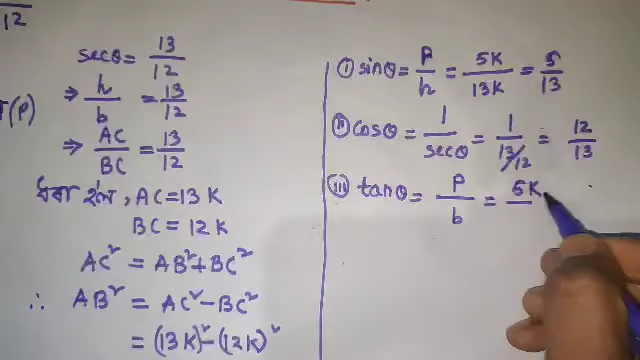 12
T(P)
secθ = 13/12
⇒ h/b = 13/12
⇒ AC/BC = 13/12
ধৰা হ'ল, AC = 13K
BC = 12K
AC² = AB² + BC²
∴ AB² = AC² - BC²
= (13K)² - (12K)²
(i) sinθ = P/h = 5K/13K = 5/13
(ii) cosθ = 1/secθ = 1/(13/12) = 12/13
(iii) tanθ = P/b = 5K